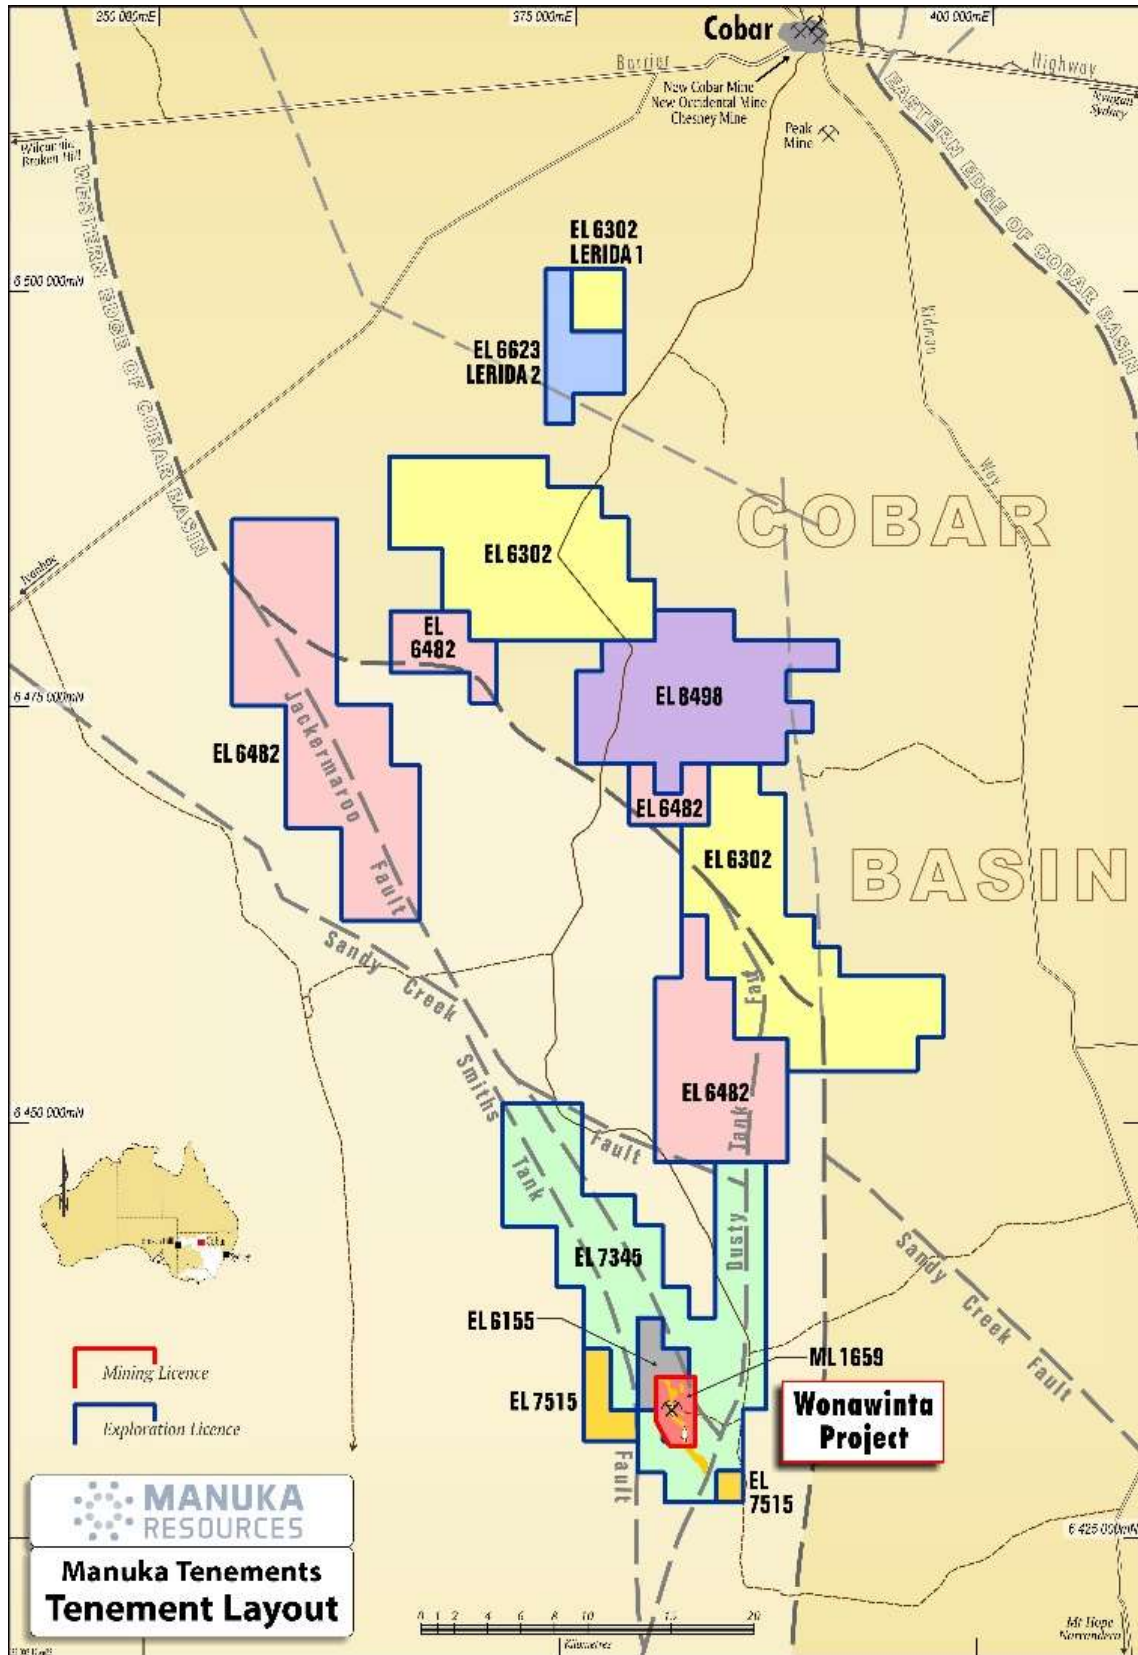 350 000mE
375 000mE
400 000mE
Cobar
Barrier
Highway
New Cobar Mine
New Occidental Mine
Chesney Mine
Nyngan
Sydney
Wilcannia
Broken Hill
Peak
Mine
EASTERN EDGE OF COBAR BASIN
WESTERN EDGE OF COBAR BASIN
EL 6302
LERIDA 1
6 500 000mN
Kidman
EL 6623
LERIDA 2
Way
COBAR
EL 6302
Ivanhoe
EL
6482
EL 8498
6 475 000mN
Jackermaroo
EL 6482
EL 6482
EL 6302
BASIN
Fault
Sandy
Creek
Smiths
EL 6482
6 450 000mN
Fault
Tank
Tank
Dusty
EL 7345
Sandy
Creek
Fault
EL 6155
ML 1659
Mining Licence
EL 7515
Wonawinta
Project
Exploration Licence
Fault
EL
7515
MANUKA
RESOURCES
6 425 000mN
Manuka Tenements
Tenement Layout
0 1 2 4 6 8 10 15 20
Kilometres
Mt Hope
Narrandera